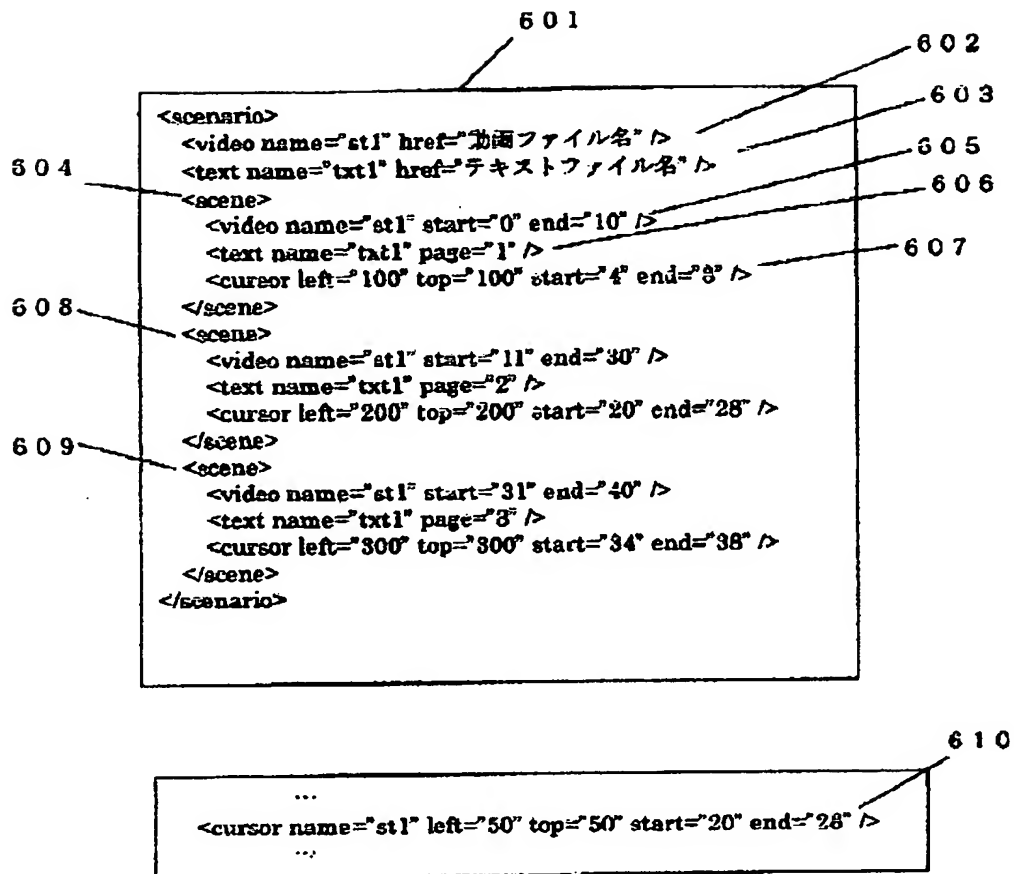 601
602
603
604
605
606
607
608
609
<scenario>
<video name="st1" href="動画ファイル名" />
<text name="txt1" href="テキストファイル名" />
<scene>
<video name="st1" start="0" end="10" />
<text name="txt1" page="1" />
<cursor left="100" top="100" start="4" end="8" />
</scene>
<scene>
<video name="st1" start="11" end="30" />
<text name="txt1" page="2" />
<cursor left="200" top="200" start="20" end="28" />
</scene>
<scene>
<video name="st1" start="31" end="40" />
<text name="txt1" page="3" />
<cursor left="300" top="300" start="34" end="38" />
</scene>
</scenario>
610
...
<cursor name="st1" left="50" top="50" start="20" end="28" />
...